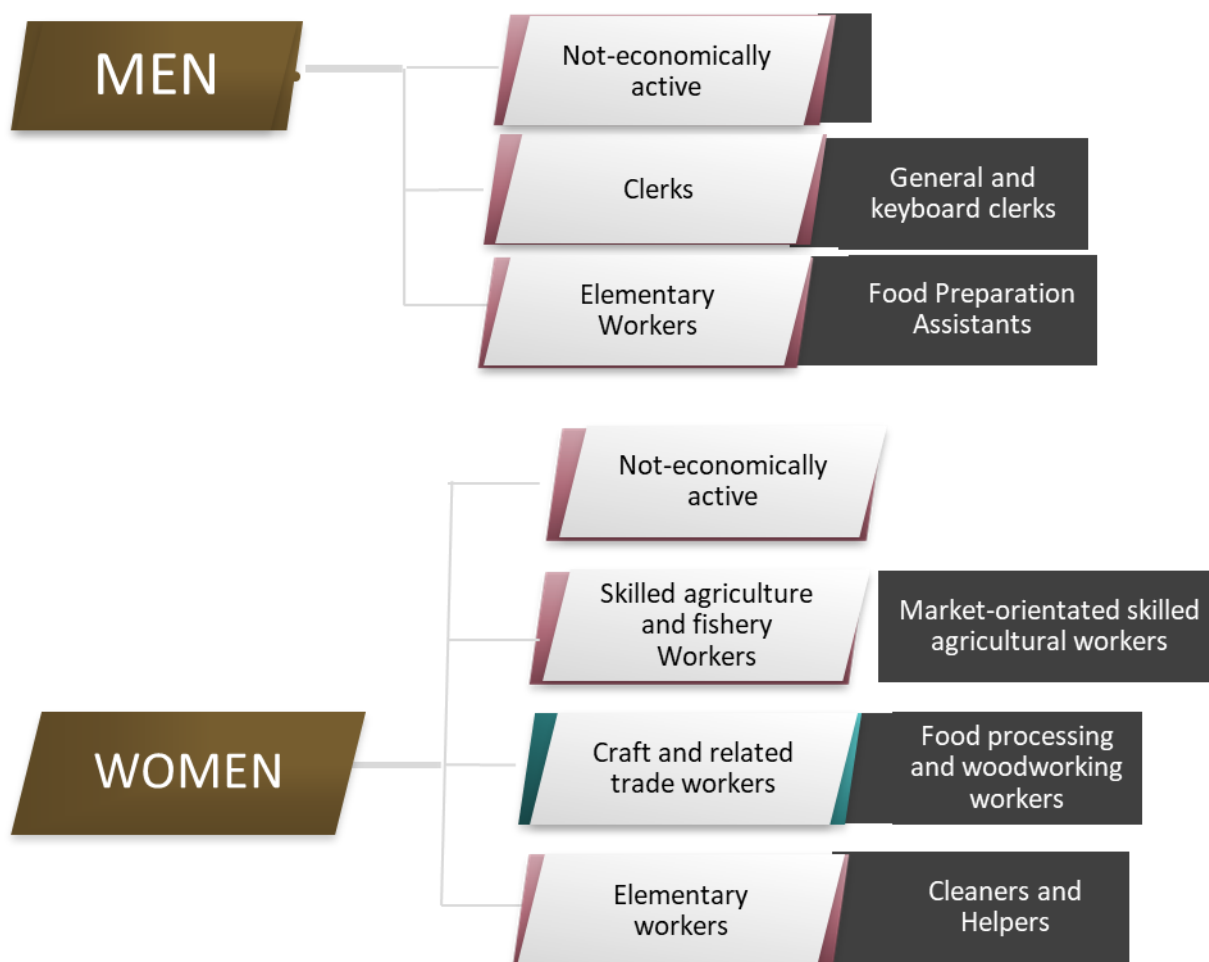 MEN
Not-economically
active
Clerks
General and
keyboard clerks
Elementary
Workers
Food Preparation
Assistants
WOMEN
Not-economically
active
Skilled agriculture
and fishery
Workers
Market-orientated skilled
agricultural workers
Craft and related
trade workers
Food processing
and woodworking
workers
Elementary
workers
Cleaners and
Helpers